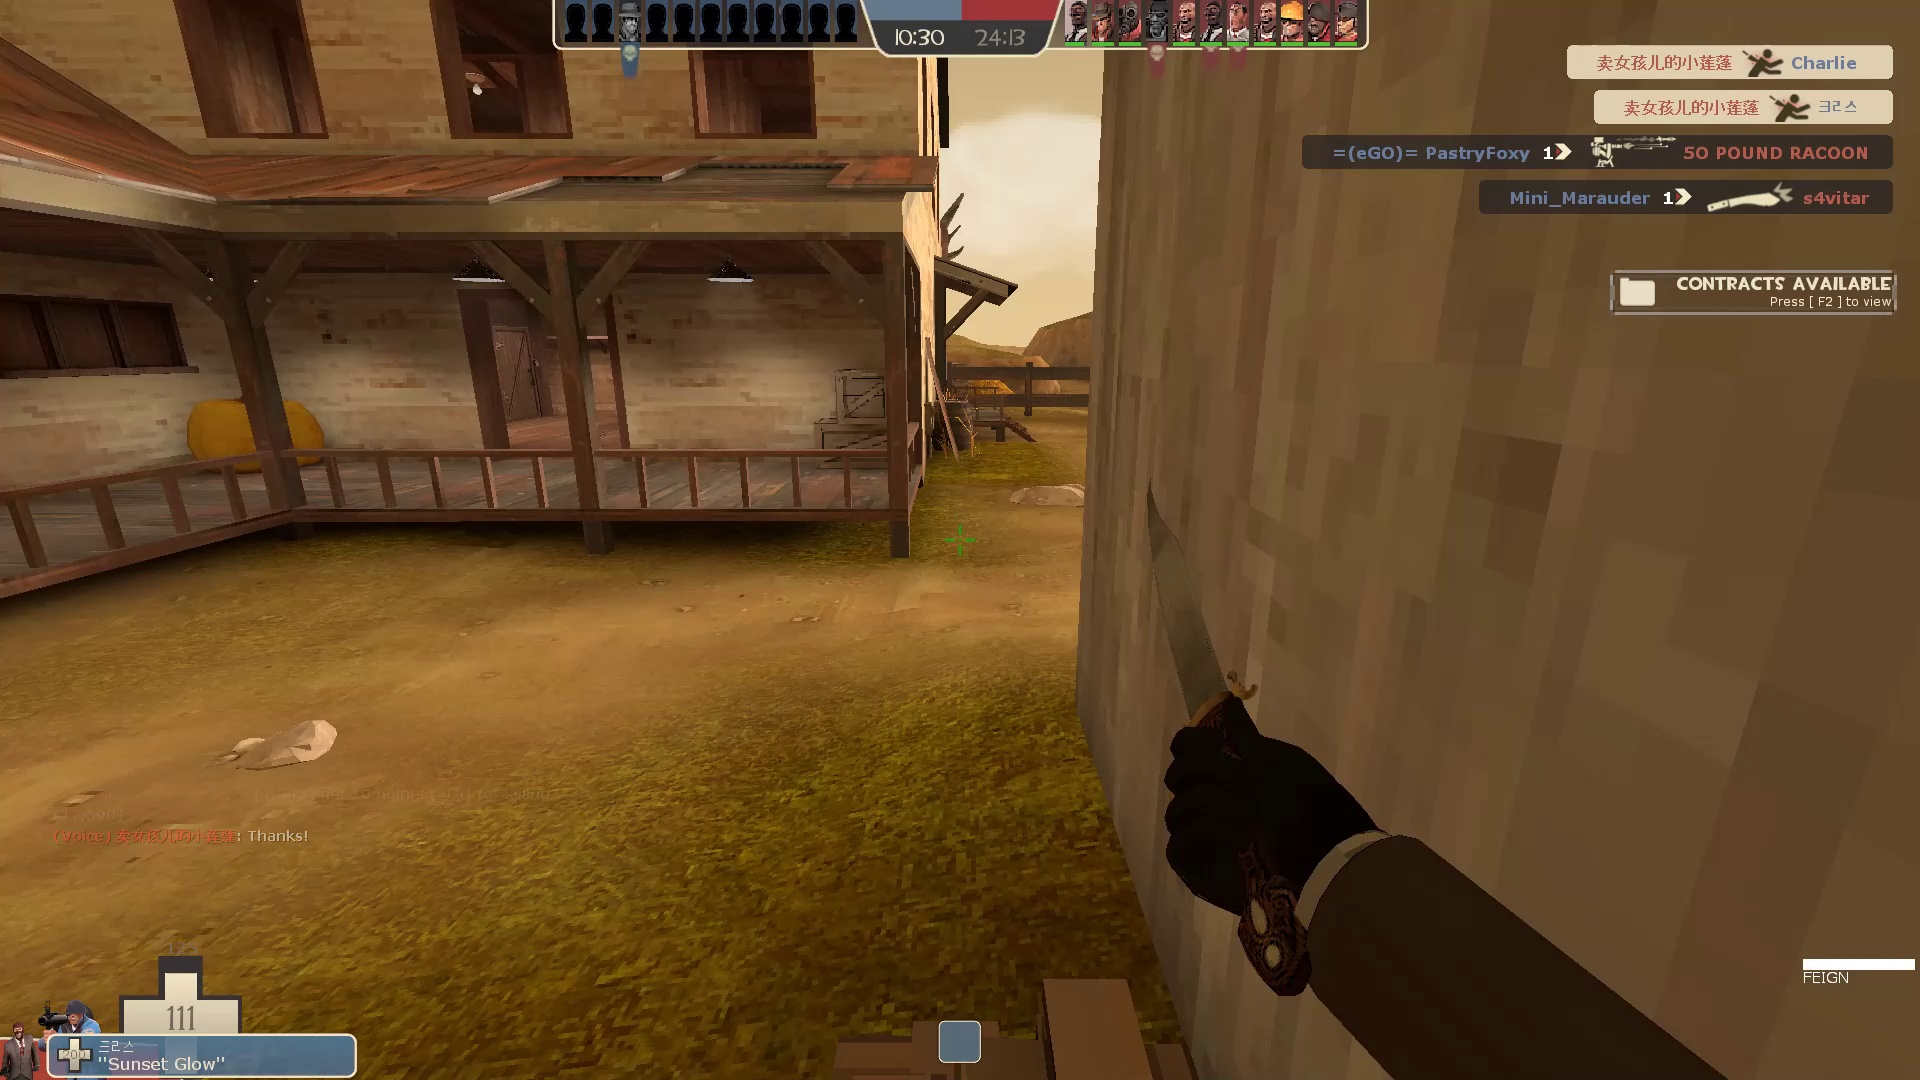 10:30 24:13
卖女孩儿的小莲蓬 Charlie
卖女孩儿的小莲蓬 크리스
=(eGO)= PastryFoxy 1 50 POUND RACOON
Mini_Marauder 1 s4vitar
CONTRACTS AVAILABLE
Press [ F2 ] to view
(Voice) 卖女孩儿的小莲蓬: Thanks!
111
FEIGN
크리스
200
"Sunset Glow"